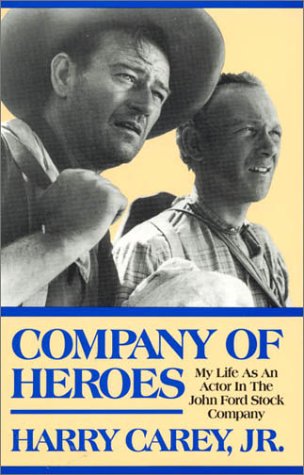 COMPANY OF
HEROES
My Life As An
Actor In The
John Ford Stock
Company
HARRY CAREY, JR.